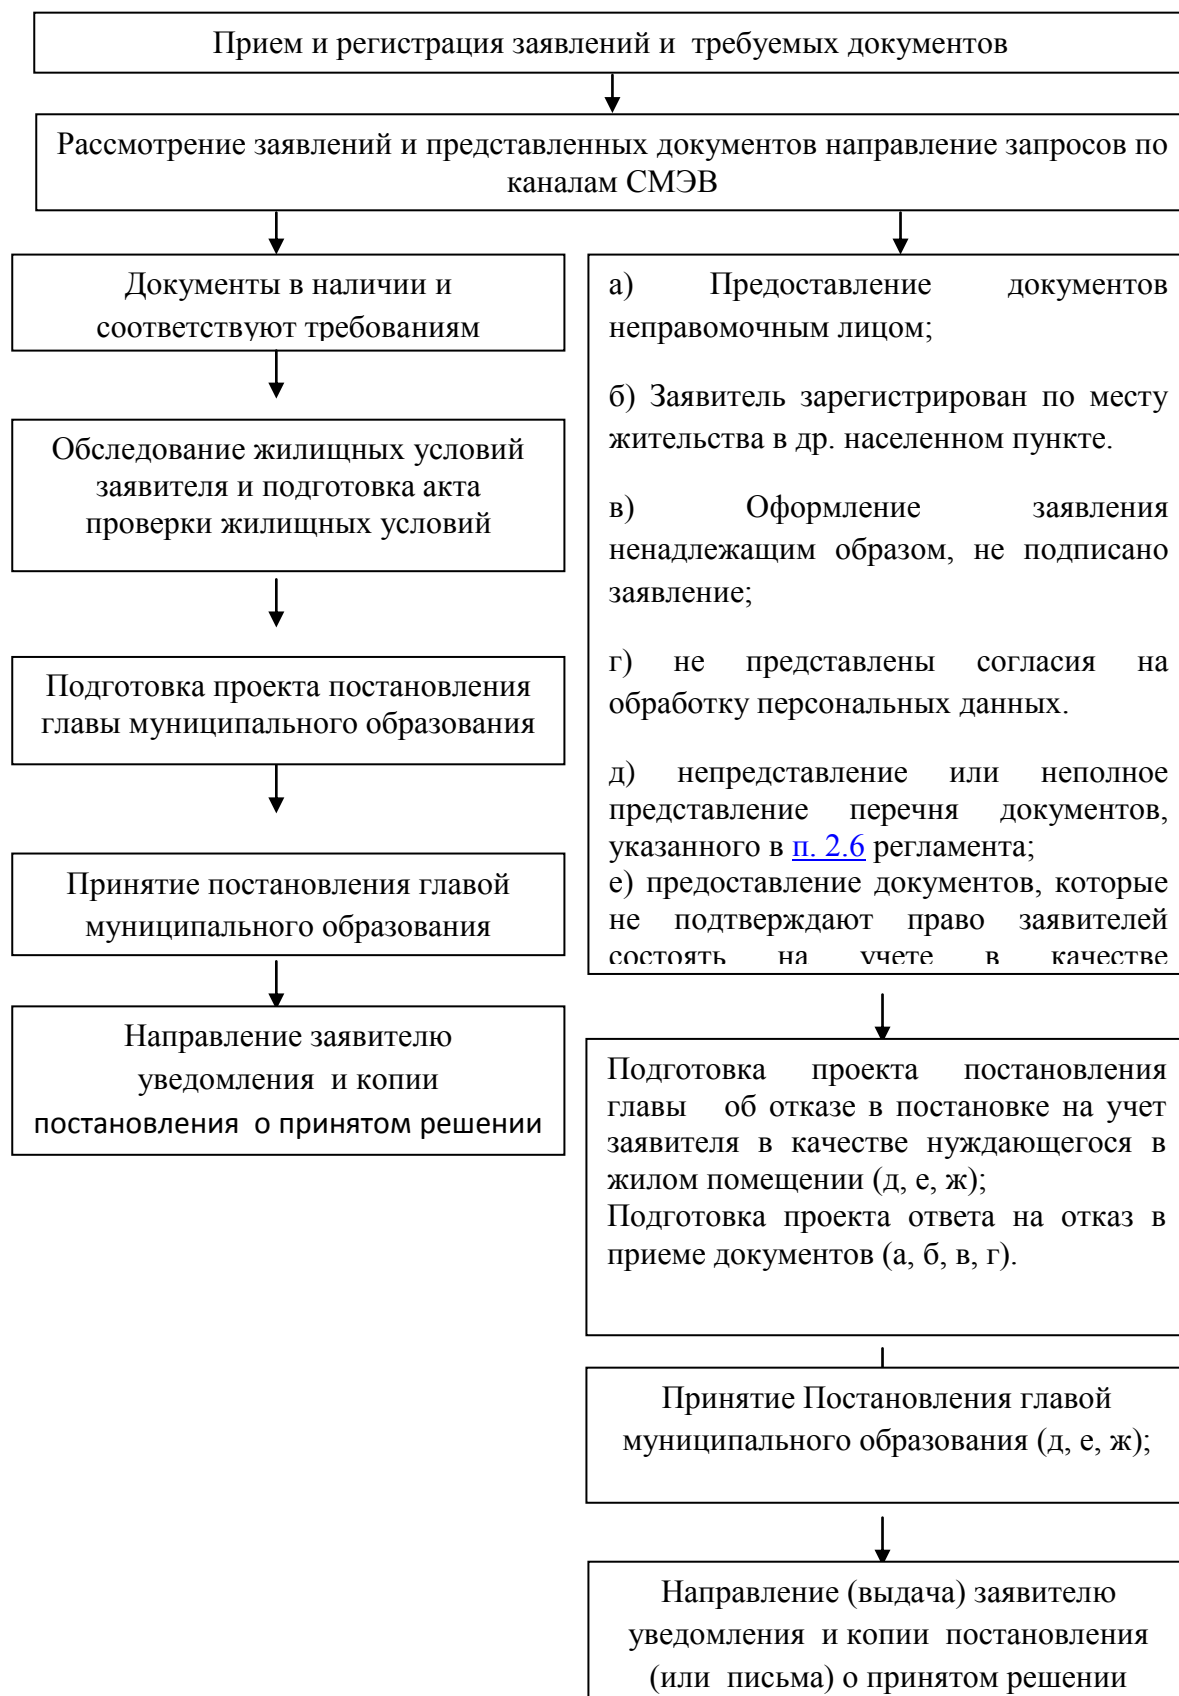 Прием и регистрация заявлений и требуемых документов
Рассмотрение заявлений и представленных документов направление запросов по
каналам СМЭВ
Документы в наличии и
соответствуют требованиям
Обследование жилищных условий
заявителя и подготовка акта
проверки жилищных условий
Подготовка проекта постановления
главы муниципального образования
Принятие постановления главой
муниципального образования
Направление заявителю
уведомления и копии
постановления о принятом решении
а) Предоставление документов
неправомочным лицом;
б) Заявитель зарегистрирован по месту
жительства в др. населенном пункте.
в) Оформление заявления
ненадлежащим образом, не подписано
заявление;
г) не представлены согласия на
обработку персональных данных.
д) непредставление или неполное
представление перечня документов,
указанного в п. 2.6 регламента;
е) предоставление документов, которые
не подтверждают право заявителей
состоять на учете в качестве
Подготовка проекта постановления
главы об отказе в постановке на учет
заявителя в качестве нуждающегося в
жилом помещении (д, е, ж);
Подготовка проекта ответа на отказ в
приеме документов (а, б, в, г).
Принятие Постановления главой
муниципального образования (д, е, ж);
Направление (выдача) заявителю
уведомления и копии постановления
(или письма) о принятом решении